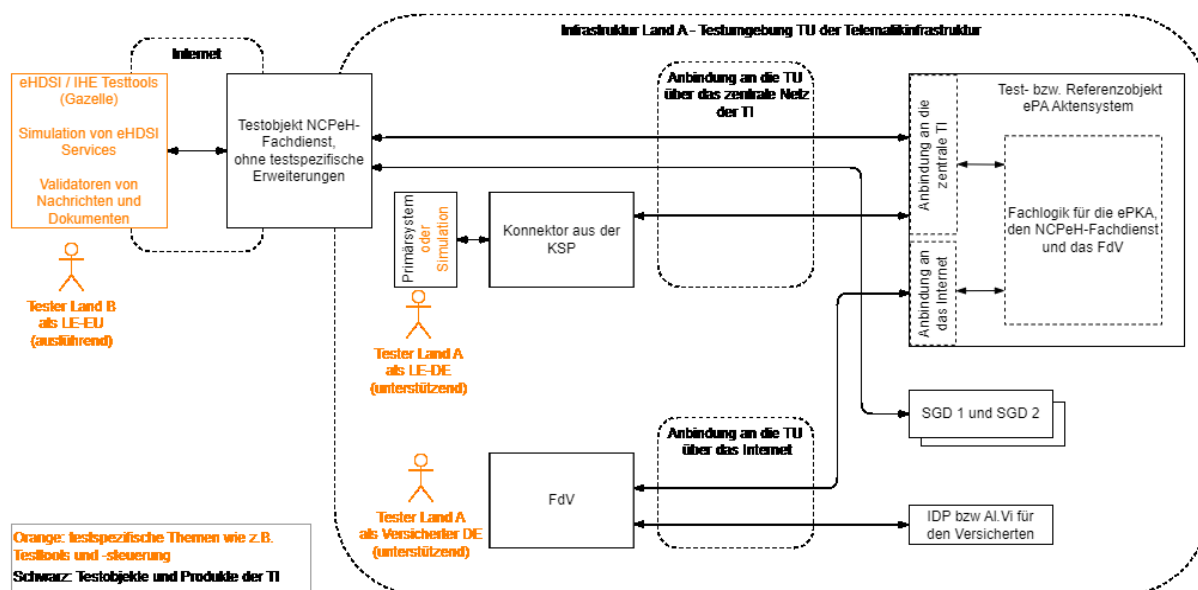 Infrastruktur Land A - Testumgebung TU der Telematikinfrastruktur
Internet
eHDSI / IHE Testtools
(Gazelle)
Simulation von eHDSI
Services
Validatoren von
Nachrichten und
Dokumenten
Testobjekt NCPeH-
Fachdienst,
ohne testspezifische
Erweiterungen
Anbindung an die TU
über das zentrale Netz
der TI
Test- bzw. Referenzobjekt
ePA Aktensystem
Anbindung an die
zentrale TI
Fachlogik für die ePKA,
den NCPeH-Fachdienst
und das FdV
Anbindung an
das Internet
Primärsystem
oder
Simulation
Konnektor aus der
KSP
Tester Land B
als LE-EU
(ausführend)
Tester Land A
als LE-DE
(unterstützend)
SGD 1 und SGD 2
Anbindung an die TU
über das Internet
FdV
Tester Land A
als Versicherter DE
(unterstützend)
IDP bzw Al.Vi für
den Versicherten
Orange: testspezifische Themen wie z.B.
Testtools und -steuerung
Schwarz: Testobjekte und Produkte der TI